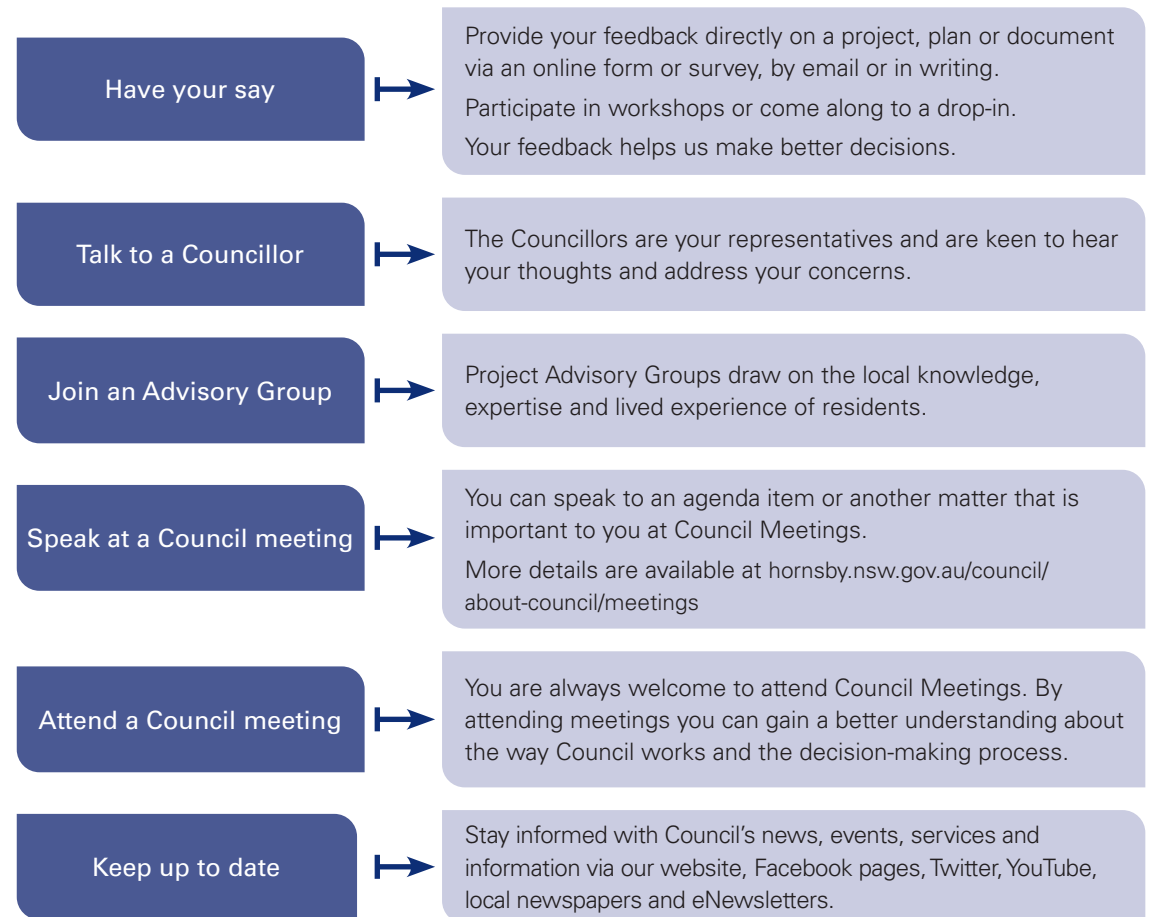 Have your say
Provide your feedback directly on a project, plan or document
via an online form or survey, by email or in writing.
Participate in workshops or come along to a drop-in.
Your feedback helps us make better decisions.
Talk to a Councillor
The Councillors are your representatives and are keen to hear
your thoughts and address your concerns.
Join an Advisory Group
Project Advisory Groups draw on the local knowledge,
expertise and lived experience of residents.
Speak at a Council meeting
You can speak to an agenda item or another matter that is
important to you at Council Meetings.
More details are available at hornsby.nsw.gov.au/council/
about-council/meetings
Attend a Council meeting
You are always welcome to attend Council Meetings. By
attending meetings you can gain a better understanding about
the way Council works and the decision-making process.
Keep up to date
Stay informed with Council's news, events, services and
information via our website, Facebook pages, Twitter, YouTube,
local newspapers and eNewsletters.